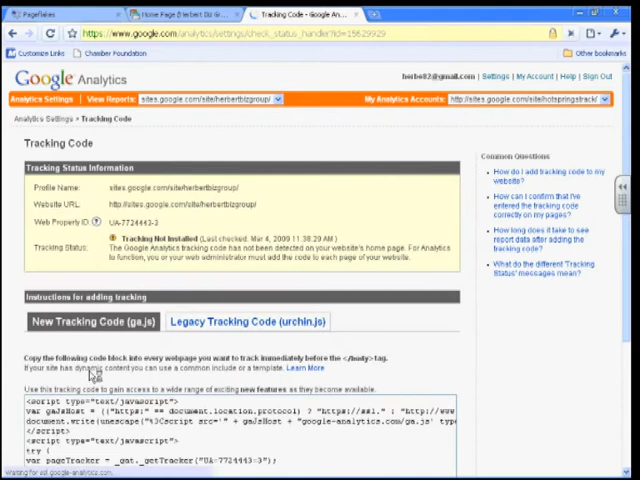 Pageflakes
Home Page (Herbert Biz Gr
Tracking Code - Google An...
https://www.google.com/analytics/settings/check_status_handler?id=15629929
Customize Links
Chamber Foundation
Other bookmarks
Google Analytics
herbe82@gmail.com | Settings | My Account | Help | Sign Out
Analytics Settings | View Reports: sites.google.com/site/herbertbizgroup/
My Analytics Accounts: http://sites.google.com/site/hotspringstrack/
Analytics Settings > Tracking Code
Tracking Code
Tracking Status Information
Profile Name: sites.google.com/site/herbertbizgroup/
Website URL: http://sites.google.com/site/herbertbizgroup/
Web Property ID: UA-7724443-3
Tracking Status: Tracking Not Installed (Last checked: Mar 4, 2009 11:38:29 AM)
The Google Analytics tracking code has not been detected on your website's home page. For Analytics
to function, you or your web administrator must add the code to each page of your website.
Common Questions
How do I add tracking code to my
website?
How can I confirm that I've
entered the tracking code
correctly on my pages?
How long does it take to see
report data after adding the
tracking code?
What do the different 'Tracking
Status' messages mean?
Instructions for adding tracking
New Tracking Code (ga.js)
Legacy Tracking Code (urchin.js)
Copy the following code block into every webpage you want to track immediately before the </body> tag.
If your site has dynamic content you can use a common include or a template. Learn More
Use this tracking code to gain access to a wide range of exciting new features as they become available.
<script type="text/javascript">
var gaJsHost = (("https:" == document.location.protocol) ? "https://ssl." : "http://ww
document.write(unescape("%3Cscript src='" + gaJsHost + "google-analytics.com/ga.js' typ
</script>
<script type="text/javascript">
try {
var pageTracker = _gat._getTracker("UA-7724443-3");
Waiting for ssl.google-analytics.com...